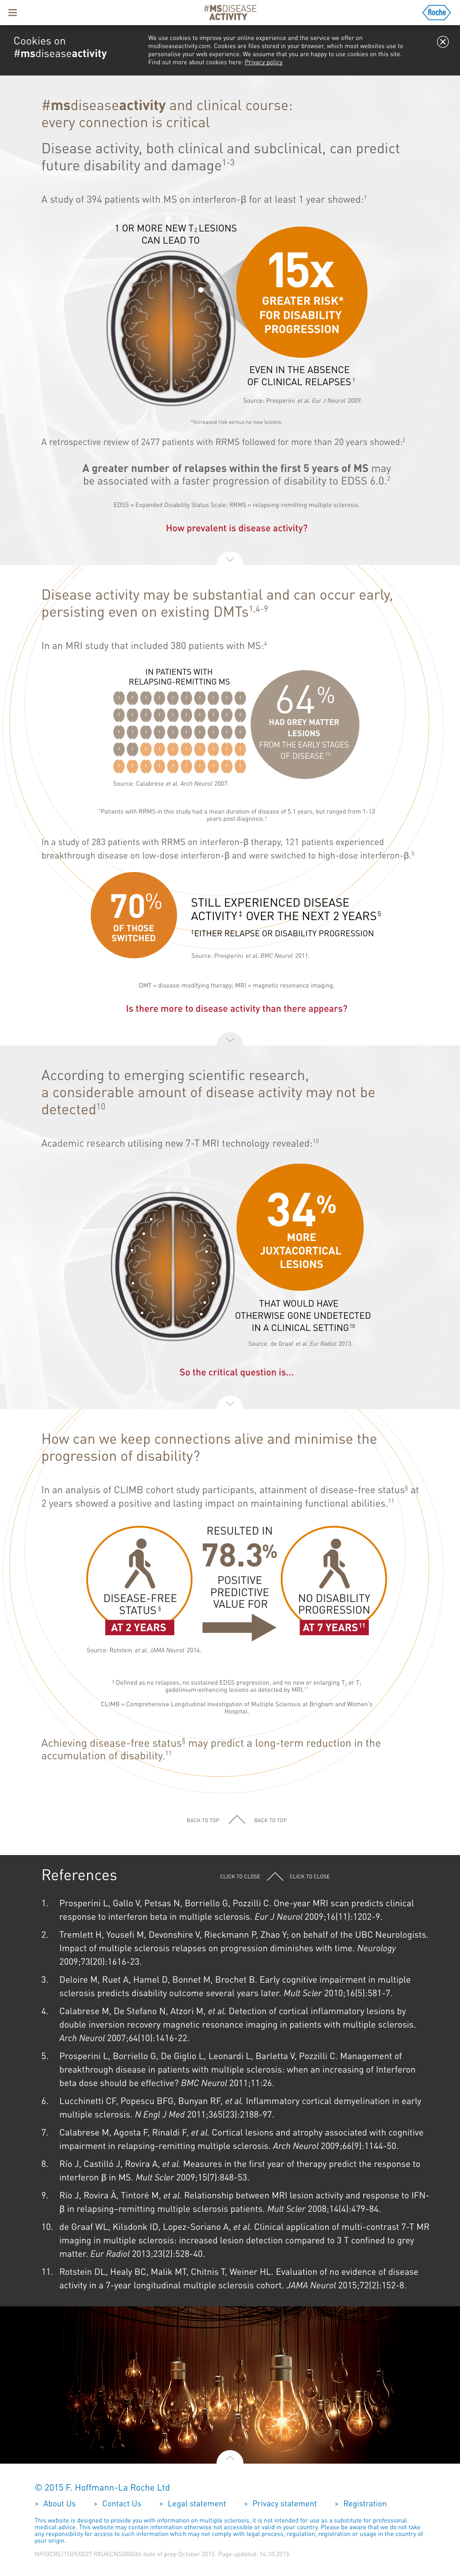 #MSDISEASE
ACTIVITY
Roche
Cookies on
#msdiseaseactivity
We use cookies to improve your online experience and the service we offer on
msdiseaseactivity.com. Cookies are files stored in your browser, which most websites use to
personalise your web experience. We assume that you are happy to use cookies on this site.
Find out more about cookies here: Privacy policy
#msdiseaseactivity and clinical course:
every connection is critical
Disease activity, both clinical and subclinical, can predict
future disability and damage1-3
A study of 394 patients with MS on interferon-β for at least 1 year showed:1
1 OR MORE NEW T2 LESIONS
CAN LEAD TO
15x
GREATER RISK*
FOR DISABILITY
PROGRESSION
EVEN IN THE ABSENCE
OF CLINICAL RELAPSES1
Source: Prosperini et al. Eur J Neurol 2009.
*Increased risk versus no new lesions.
A retrospective review of 2477 patients with RRMS followed for more than 20 years showed:2
A greater number of relapses within the first 5 years of MS may
be associated with a faster progression of disability to EDSS 6.0.2
EDSS = Expanded Disability Status Scale; RRMS = relapsing-remitting multiple sclerosis.
How prevalent is disease activity?
Disease activity may be substantial and can occur early,
persisting even on existing DMTs1,4-9
In an MRI study that included 380 patients with MS:4
IN PATIENTS WITH
RELAPSING-REMITTING MS
64%
HAD GREY MATTER
LESIONS
FROM THE EARLY STAGES
OF DISEASE†4
Source: Calabrese et al. Arch Neurol 2007.
†Patients with RRMS in this study had a mean duration of disease of 5.1 years, but ranged from 1-13
years post diagnosis.4
In a study of 283 patients with RRMS on interferon-β therapy, 121 patients experienced
breakthrough disease on low-dose interferon-β and were switched to high-dose interferon-β.5
70%
OF THOSE
SWITCHED
STILL EXPERIENCED DISEASE
ACTIVITY‡ OVER THE NEXT 2 YEARS5
‡EITHER RELAPSE OR DISABILITY PROGRESSION
Source: Prosperini et al. BMC Neurol 2011.
DMT = disease-modifying therapy; MRI = magnetic resonance imaging.
Is there more to disease activity than there appears?
According to emerging scientific research,
a considerable amount of disease activity may not be
detected10
Academic research utilising new 7-T MRI technology revealed:10
34%
MORE
JUXTACORTICAL
LESIONS
THAT WOULD HAVE
OTHERWISE GONE UNDETECTED
IN A CLINICAL SETTING10
Source: de Graaf et al. Eur Radiol 2013.
So the critical question is...
How can we keep connections alive and minimise the
progression of disability?
In an analysis of CLIMB cohort study participants, attainment of disease-free status§ at
2 years showed a positive and lasting impact on maintaining functional abilities.11
DISEASE-FREE
STATUS§
AT 2 YEARS
RESULTED IN
78.3%
POSITIVE
PREDICTIVE
VALUE FOR
NO DISABILITY
PROGRESSION
AT 7 YEARS11
Source: Rotstein et al. JAMA Neurol 2014.
§ Defined as no relapses, no sustained EDSS progression, and no new or enlarging T2 or T1
gadolinium-enhancing lesions as detected by MRI.11
CLIMB = Comprehensive Longitudinal Investigation of Multiple Sclerosis at Brigham and Women's
Hospital.
Achieving disease-free status§ may predict a long-term reduction in the
accumulation of disability.11
BACK TO TOP BACK TO TOP
References
CLICK TO CLOSE CLICK TO CLOSE
1. Prosperini L, Gallo V, Petsas N, Borriello G, Pozzilli C. One-year MRI scan predicts clinical
response to interferon beta in multiple sclerosis. Eur J Neurol 2009;16(11):1202-9.
2. Tremlett H, Yousefi M, Devonshire V, Rieckmann P, Zhao Y; on behalf of the UBC Neurologists.
Impact of multiple sclerosis relapses on progression diminishes with time. Neurology
2009;73(20):1616-23.
3. Deloire M, Ruet A, Hamel D, Bonnet M, Brochet B. Early cognitive impairment in multiple
sclerosis predicts disability outcome several years later. Mult Scler 2010;16(5):581-7.
4. Calabrese M, De Stefano N, Atzori M, et al. Detection of cortical inflammatory lesions by
double inversion recovery magnetic resonance imaging in patients with multiple sclerosis.
Arch Neurol 2007;64(10):1416-22.
5. Prosperini L, Borriello G, De Giglio L, Leonardi L, Barletta V, Pozzilli C. Management of
breakthrough disease in patients with multiple sclerosis: when an increasing of Interferon
beta dose should be effective? BMC Neurol 2011;11:26.
6. Lucchinetti CF, Popescu BFG, Bunyan RF, et al. Inflammatory cortical demyelination in early
multiple sclerosis. N Engl J Med 2011;365(23):2188-97.
7. Calabrese M, Agosta F, Rinaldi F, et al. Cortical lesions and atrophy associated with cognitive
impairment in relapsing-remitting multiple sclerosis. Arch Neurol 2009;66(9):1144-50.
8. Río J, Castilló J, Rovira A, et al. Measures in the first year of therapy predict the response to
interferon β in MS. Mult Scler 2009;15(7):848-53.
9. Río J, Rovira À, Tintoré M, et al. Relationship between MRI lesion activity and response to IFN-
β in relapsing–remitting multiple sclerosis patients. Mult Scler 2008;14(4):479-84.
10. de Graaf WL, Kilsdonk ID, Lopez-Soriano A, et al. Clinical application of multi-contrast 7-T MR
imaging in multiple sclerosis: increased lesion detection compared to 3 T confined to grey
matter. Eur Radiol 2013;23(2):528-40.
11. Rotstein DL, Healy BC, Malik MT, Chitnis T, Weiner HL. Evaluation of no evidence of disease
activity in a 7-year longitudinal multiple sclerosis cohort. JAMA Neurol 2015;72(2):152-8.
© 2015 F. Hoffmann-La Roche Ltd
» About Us » Contact Us » Legal statement » Privacy statement » Registration
This website is designed to provide you with information on multiple sclerosis, it is not intended for use as a substitute for professional
medical advice. This website may contain information otherwise not accessible or valid in your country. Please be aware that we do not take
any responsibility for access to such information which may not comply with legal process, regulation, registration or usage in the country of
your origin.
NP/OCRE/1509/0027 RXUKCNS00004h date of prep October 2015. Page updated: 14.10.2015